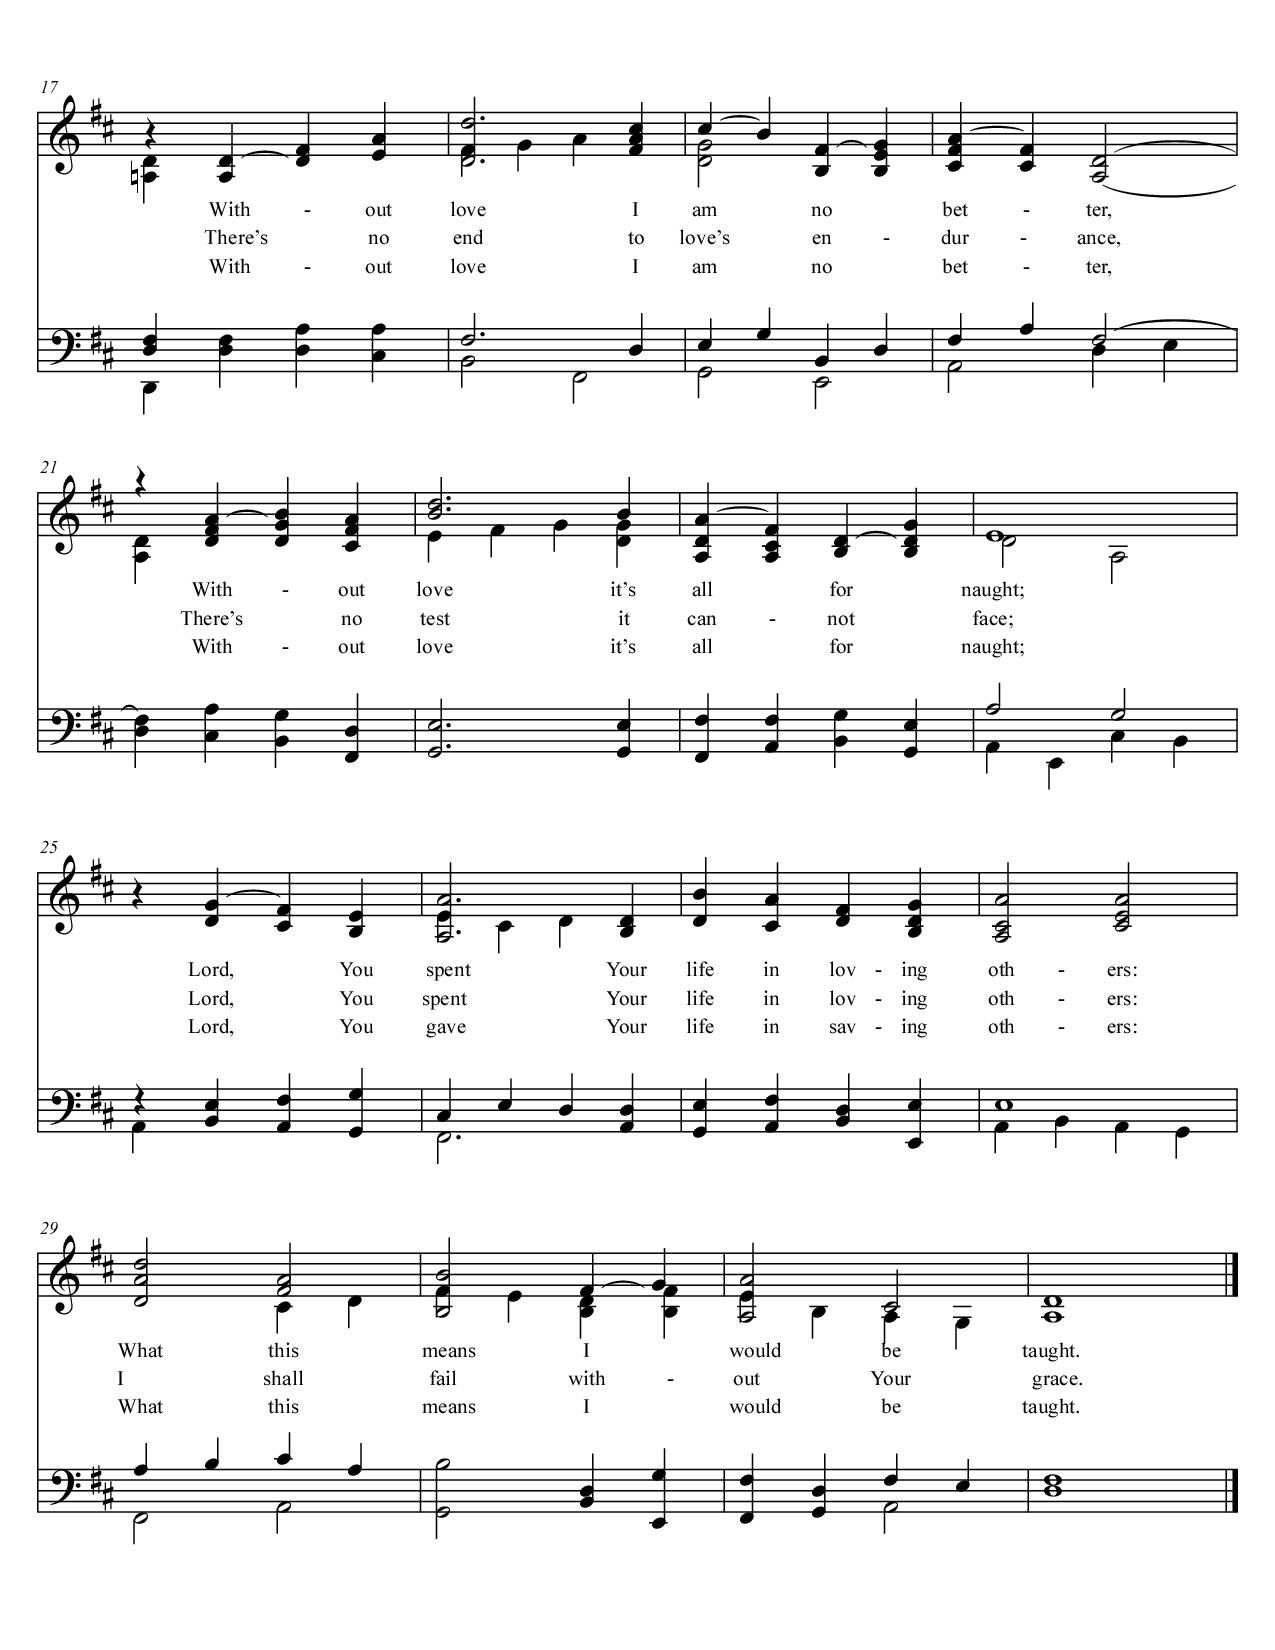 17
With - out love I am no bet - ter,
There’s no end to love’s en - dur - ance,
With - out love I am no bet - ter,
21
With - out love it’s all for naught;
There’s no test it can - not face;
With - out love it’s all for naught;
25
Lord, You spent Your life in lov - ing oth - ers:
Lord, You spent Your life in lov - ing oth - ers:
Lord, You gave Your life in sav - ing oth - ers:
29
What this means I would be taught.
I shall fail with - out Your grace.
What this means I would be taught.